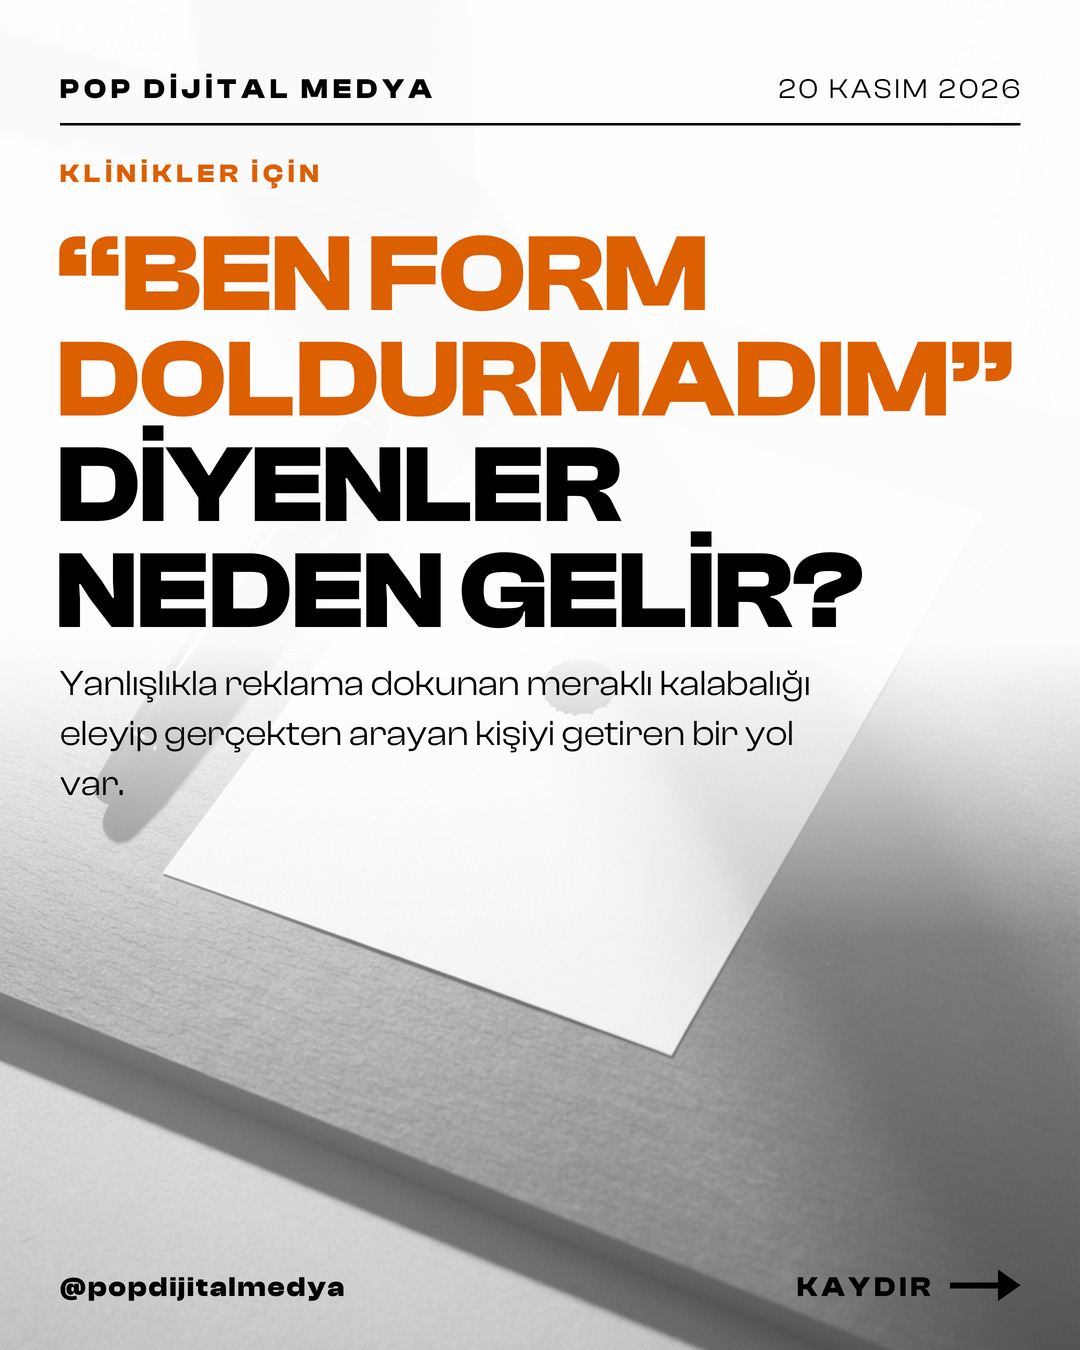 POP DİJİTAL MEDYA
20 KASIM 2026
KLİNİKLER İÇİN
“BEN FORM
DOLDURMADIM”
DİYENLER
NEDEN GELİR?
Yanlışlıkla reklama dokunan meraklı kalabalığı
eleyip gerçekten arayan kişiyi getiren bir yol
var.
@popdijitalmedya
KAYDIR